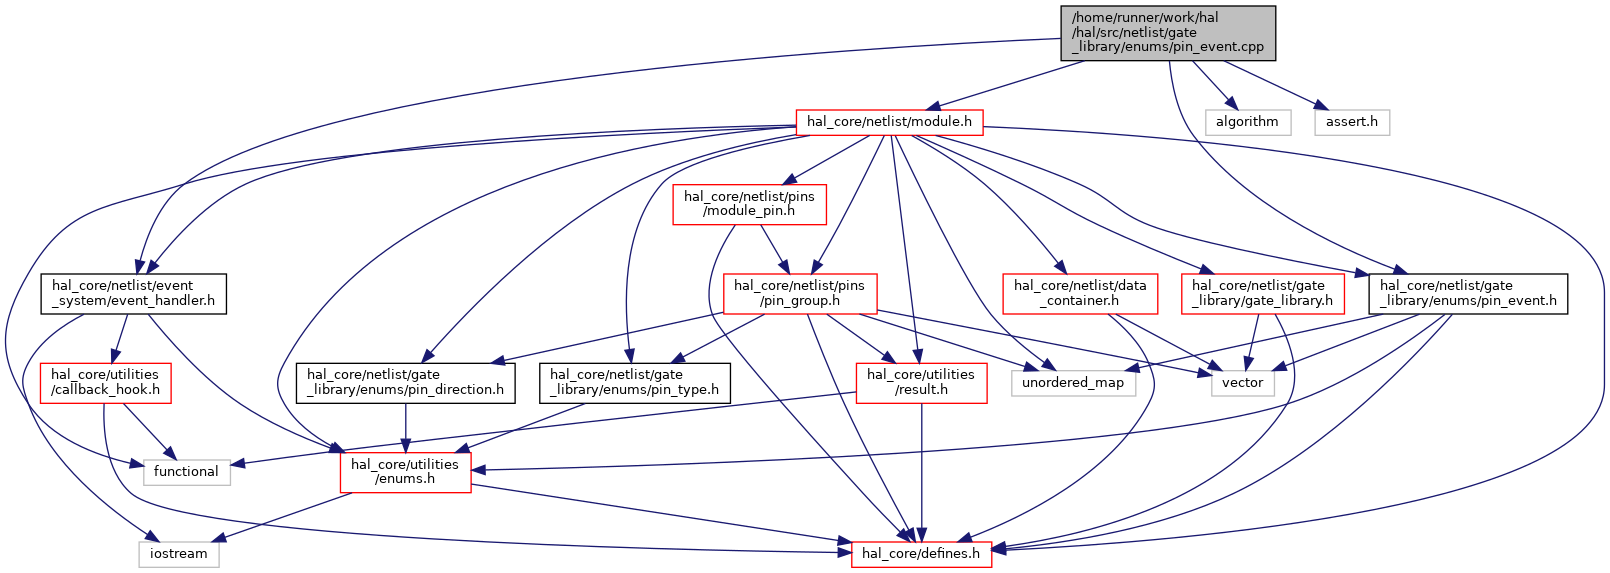 /home/runner/work/hal
/hal/src/netlist/gate
_library/enums/pin_event.cpp
hal_core/netlist/module.h
algorithm
assert.h
hal_core/netlist/pins
/module_pin.h
hal_core/netlist/event
_system/event_handler.h
hal_core/netlist/pins
/pin_group.h
hal_core/netlist/data
_container.h
hal_core/netlist/gate
_library/gate_library.h
hal_core/netlist/gate
_library/enums/pin_event.h
hal_core/utilities
/callback_hook.h
hal_core/netlist/gate
_library/enums/pin_direction.h
hal_core/netlist/gate
_library/enums/pin_type.h
hal_core/utilities
/result.h
unordered_map
vector
functional
hal_core/utilities
/enums.h
iostream
hal_core/defines.h